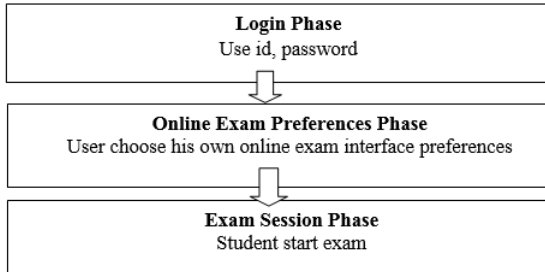 Login Phase
Use id, password
Online Exam Preferences Phase
User choose his own online exam interface preferences
Exam Session Phase
Student start exam